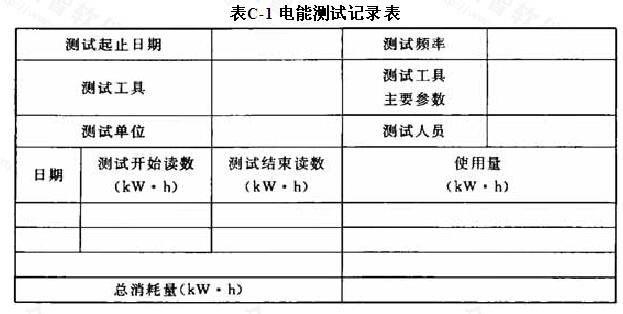 表C-1 电能测试记录表
测试起止日期 测试频率
测试工具 测试工具
主要参数
测试单位 测试人员
日期 测试开始读数 测试结束读数 使用量
(kW·h) (kW·h) (kW·h)
总消耗量(kW·h)